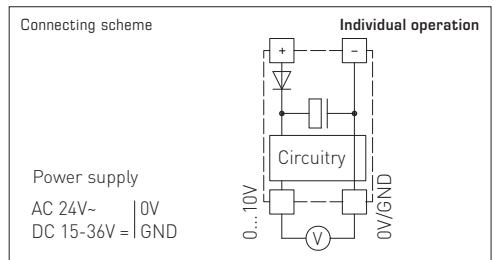 Connecting scheme
Individual operation
+ −
Circuitry
Power supply
AC 24V~ 0V
DC 15-36V= GND
0...10V
0V/GND
V